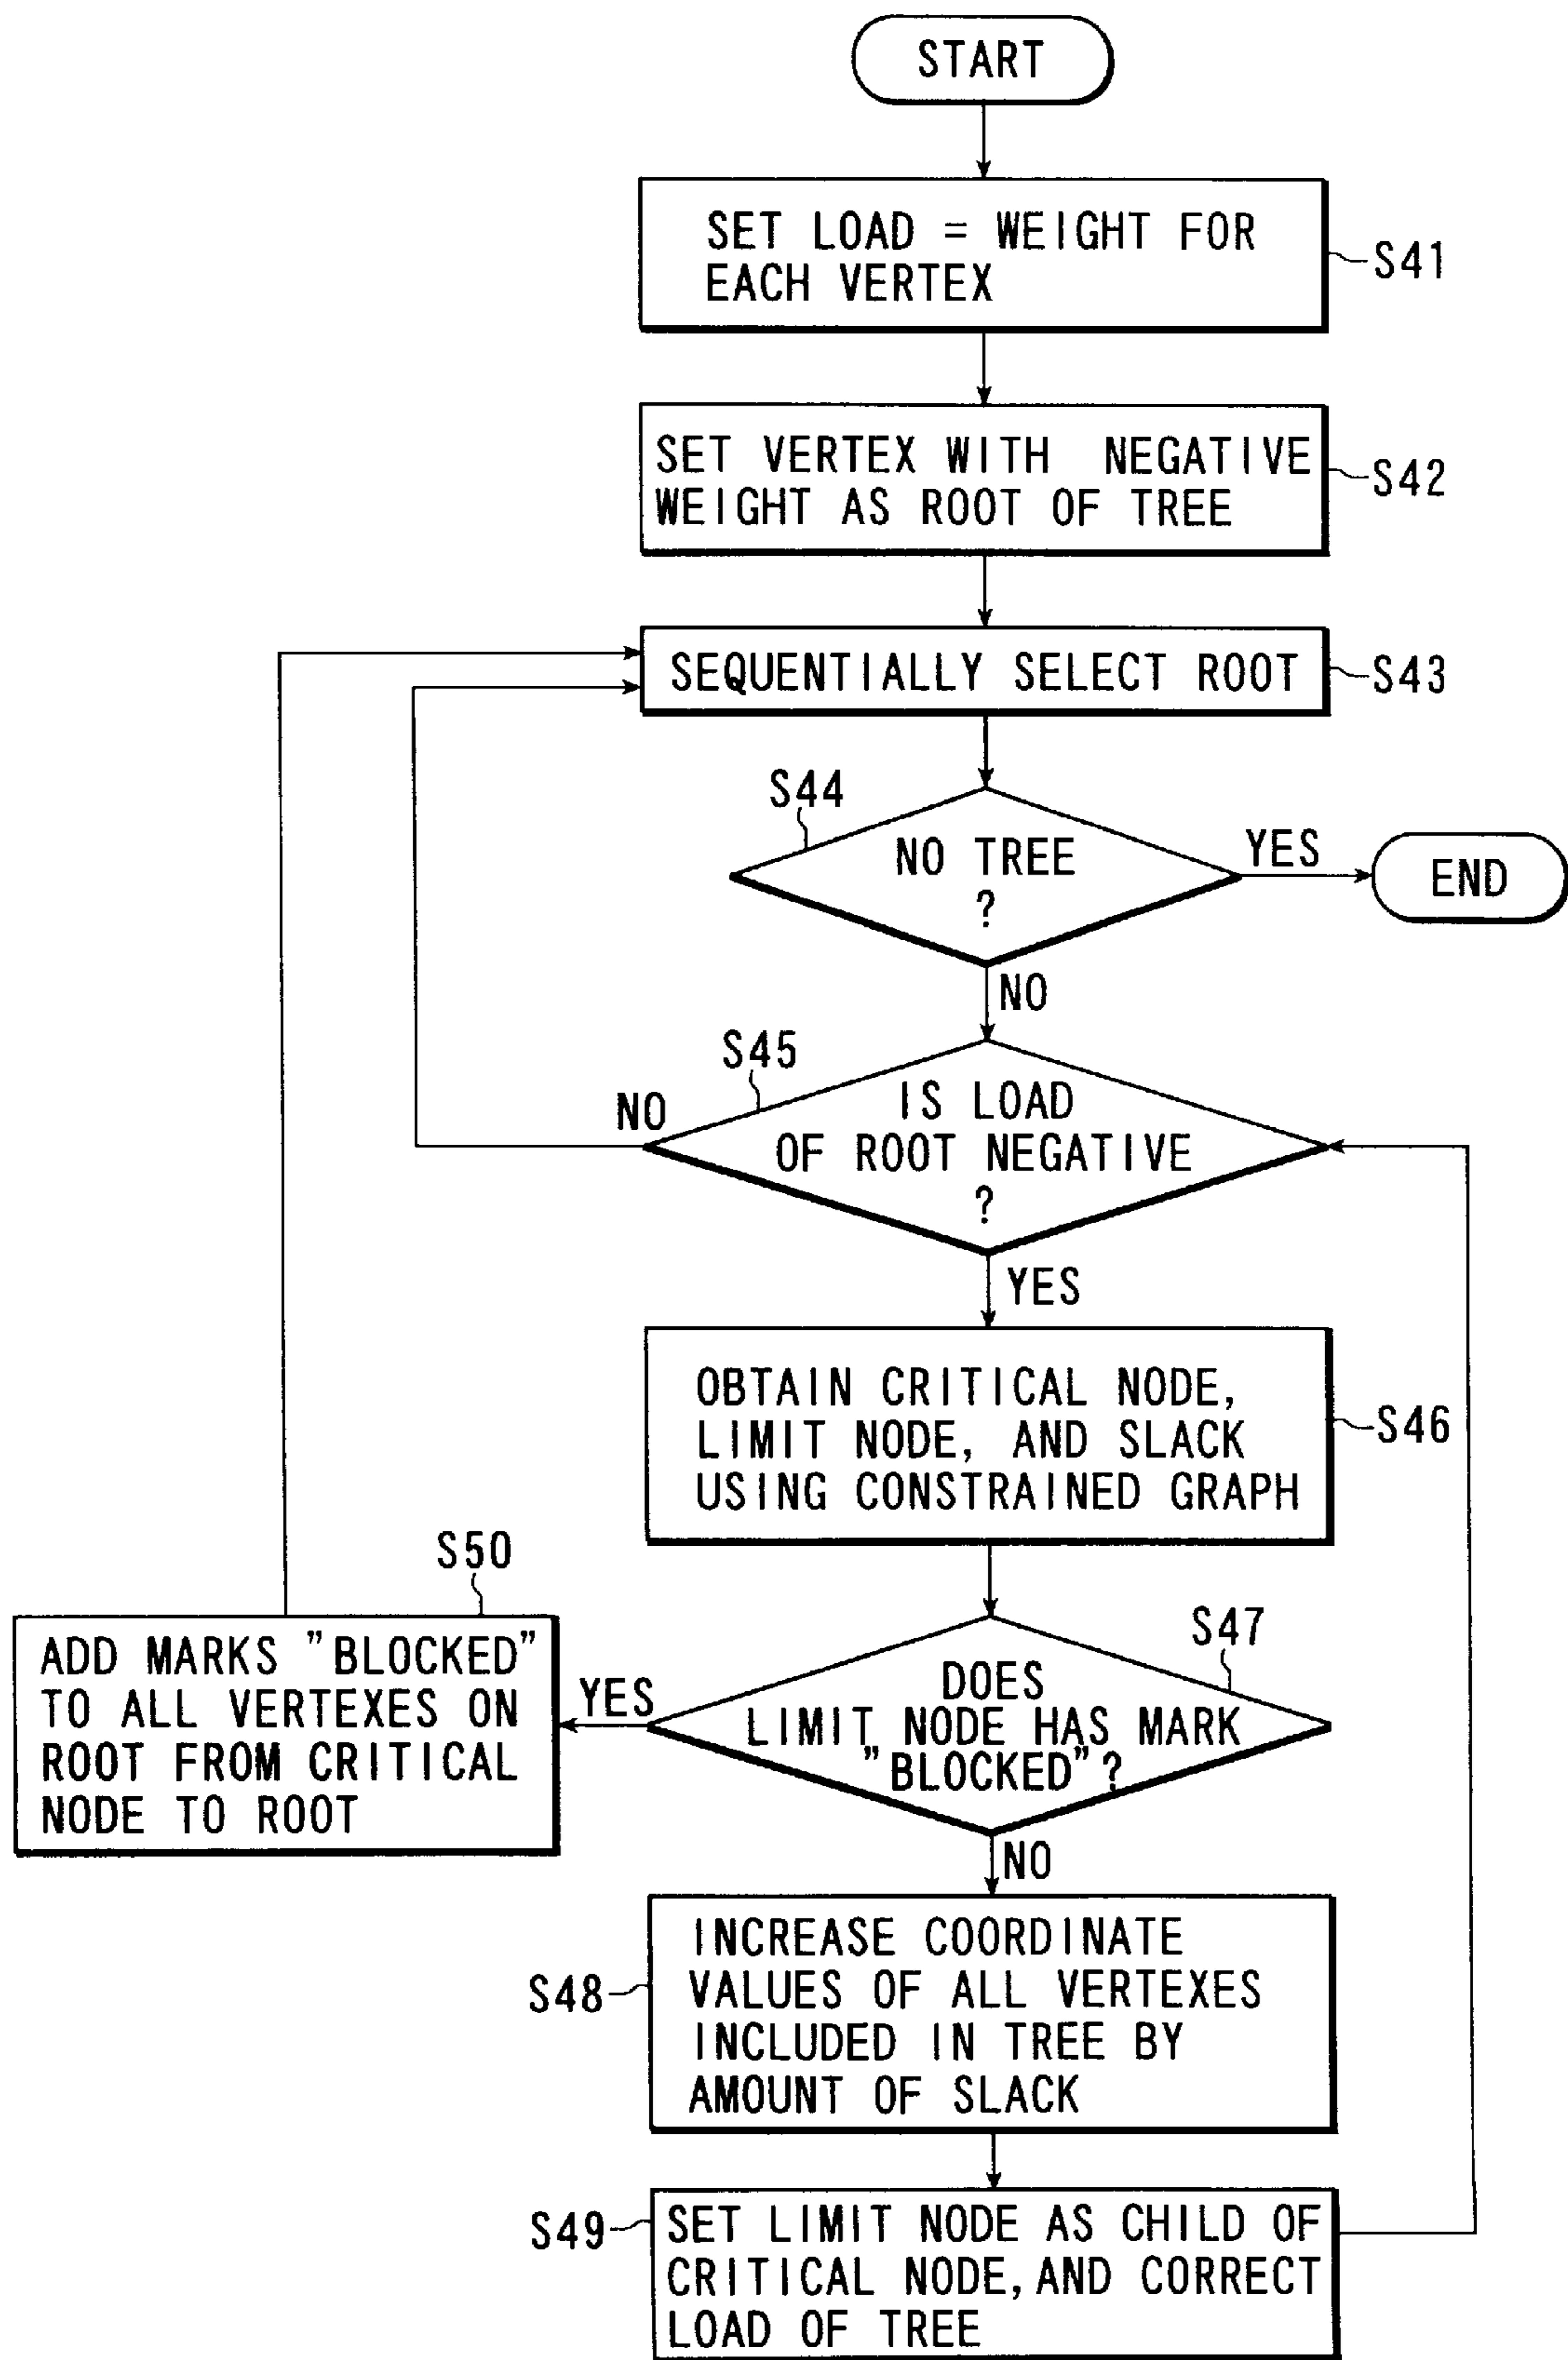 START
SET LOAD = WEIGHT FOR
EACH VERTEX
S41
SET VERTEX WITH NEGATIVE
WEIGHT AS ROOT OF TREE
S42
SEQUENTIALLY SELECT ROOT
S43
S44
NO TREE
?
YES
END
NO
S45
IS LOAD
OF ROOT NEGATIVE
?
NO
YES
OBTAIN CRITICAL NODE,
LIMIT NODE, AND SLACK
USING CONSTRAINED GRAPH
S46
S47
DOES
LIMIT NODE HAS MARK
"BLOCKED"?
YES
S50
ADD MARKS "BLOCKED"
TO ALL VERTEXES ON
ROOT FROM CRITICAL
NODE TO ROOT
NO
S48
INCREASE COORDINATE
VALUES OF ALL VERTEXES
INCLUDED IN TREE BY
AMOUNT OF SLACK
S49
SET LIMIT NODE AS CHILD OF
CRITICAL NODE, AND CORRECT
LOAD OF TREE